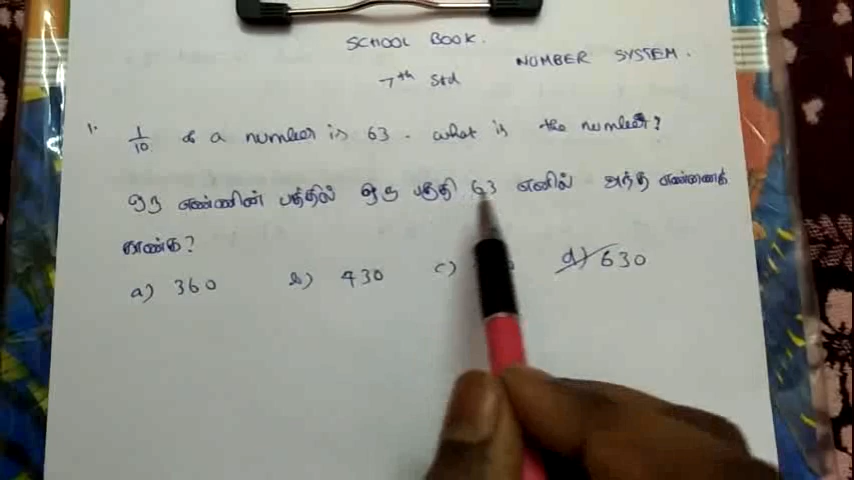 SCHOOL BOOK.
7th Std
NUMBER SYSTEM.
1. 1/10 of a number is 63. what is the number?
ஒரு எண்ணின் பத்தில் ஒரு பகுதி 63 எனில் அந்த எண்ணைக்
காண்க?
a) 360 b) 430 c) d) 630